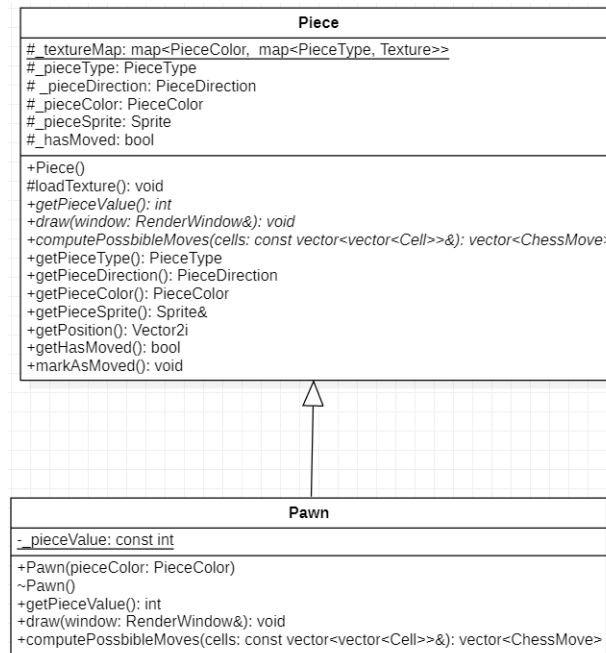 Piece
#_textureMap: map<PieceColor,  map<PieceType, Texture>>
#_pieceType: PieceType
# _pieceDirection: PieceDirection
#_pieceColor: PieceColor
#_pieceSprite: Sprite
#_hasMoved: bool
+Piece()
#loadTexture(): void
+getPieceValue(): int
+draw(window: RenderWindow&): void
+computePossbibleMoves(cells: const vector<vector<Cell>>&): vector<ChessMove>
+getPieceType(): PieceType
+getPieceDirection(): PieceDirection
+getPieceColor(): PieceColor
+getPieceSprite(): Sprite&
+getPosition(): Vector2i
+getHasMoved(): bool
+markAsMoved(): void
Pawn
-_pieceValue: const int
+Pawn(pieceColor: PieceColor)
~Pawn()
+getPieceValue(): int
+draw(window: RenderWindow&): void
+computePossbibleMoves(cells: const vector<vector<Cell>>&): vector<ChessMove>